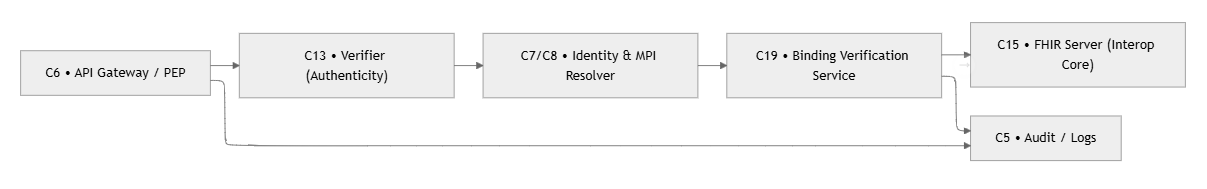 C6 • API Gateway / PEP
C13 • Verifier
(Authenticity)
C7/C8 • Identity & MPI
Resolver
C19 • Binding Verification
Service
C15 • FHIR Server (Interop
Core)
C5 • Audit / Logs